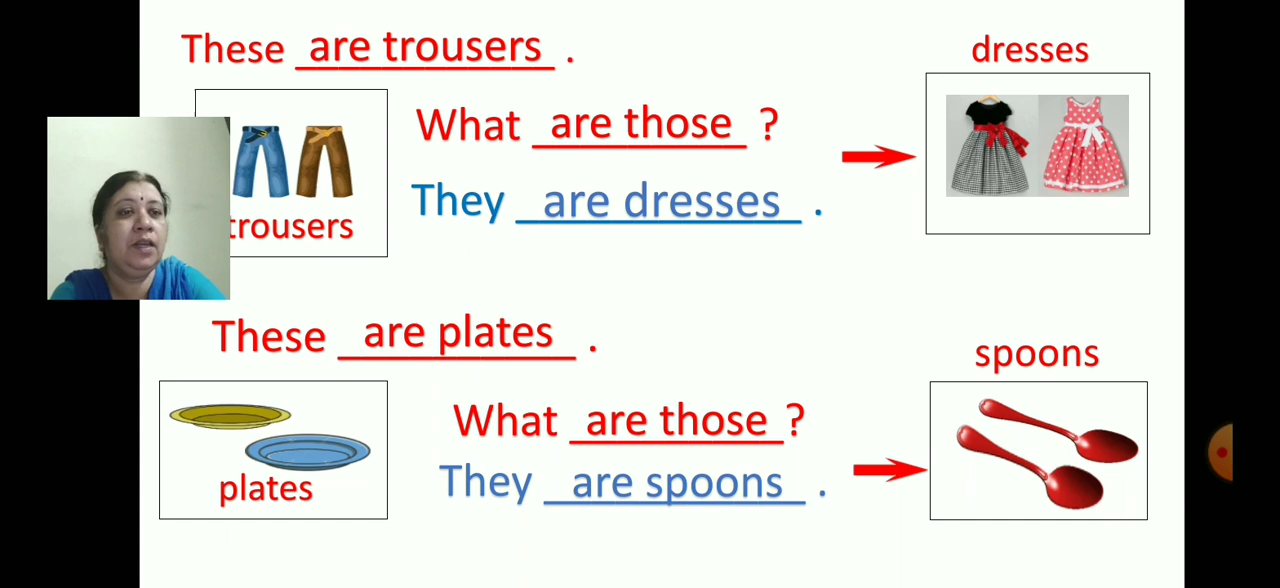 These are trousers .
dresses
What are those ?
They are dresses .
trousers
These are plates .
spoons
What are those ?
They are spoons .
plates